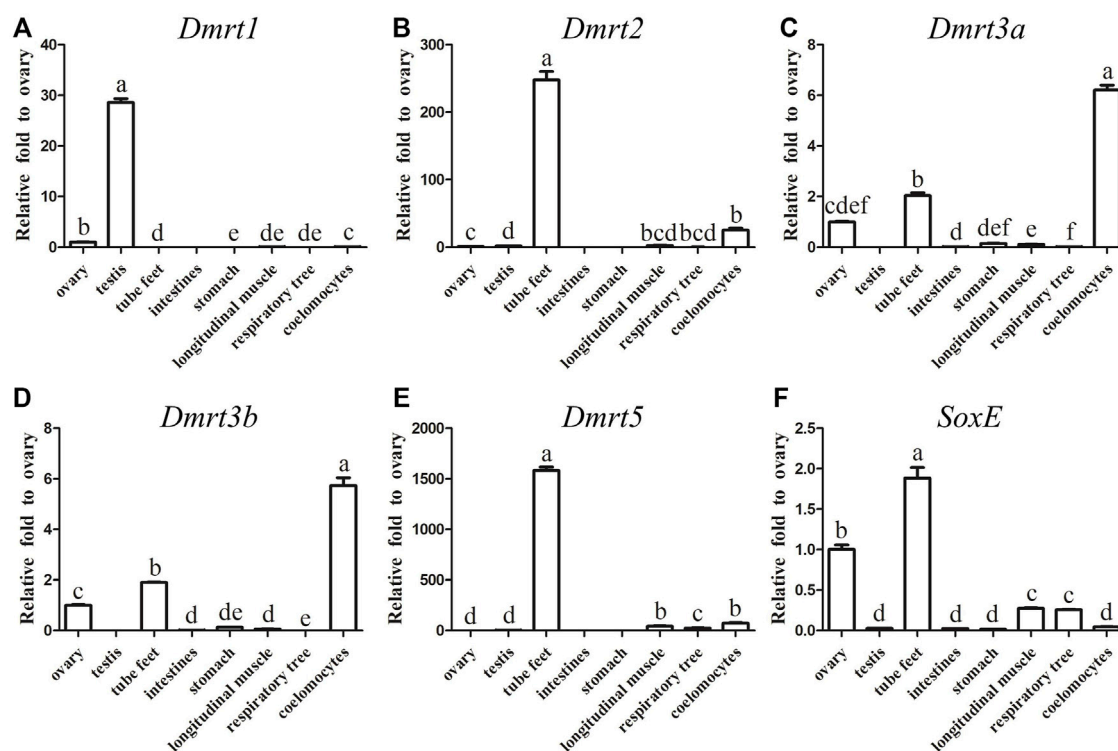 A
Dmrt1
Relative fold to ovary
40
30
20
10
0
b
a
d
e
de
de
c
ovary
testis
tube feet
intestines
stomach
longitudinal muscle
respiratory tree
coelomocytes
B
Dmrt2
Relative fold to ovary
300
200
100
0
c
d
a
bcd
bcd
b
ovary
testis
tube feet
intestines
stomach
longitudinal muscle
respiratory tree
coelomocytes
C
Dmrt3a
Relative fold to ovary
8
6
4
2
0
cdef
b
d
def
e
f
a
ovary
testis
tube feet
intestines
stomach
longitudinal muscle
respiratory tree
coelomocytes
D
Dmrt3b
Relative fold to ovary
8
6
4
2
0
c
b
d
de
d
e
a
ovary
testis
tube feet
intestines
stomach
longitudinal muscle
respiratory tree
coelomocytes
E
Dmrt5
Relative fold to ovary
2000
1500
1000
500
0
d
d
a
b
c
b
ovary
testis
tube feet
intestines
stomach
longitudinal muscle
respiratory tree
coelomocytes
F
SoxE
Relative fold to ovary
2.5
2.0
1.5
1.0
0.5
0.0
b
d
a
d
d
c
c
d
ovary
testis
tube feet
intestines
stomach
longitudinal muscle
respiratory tree
coelomocytes